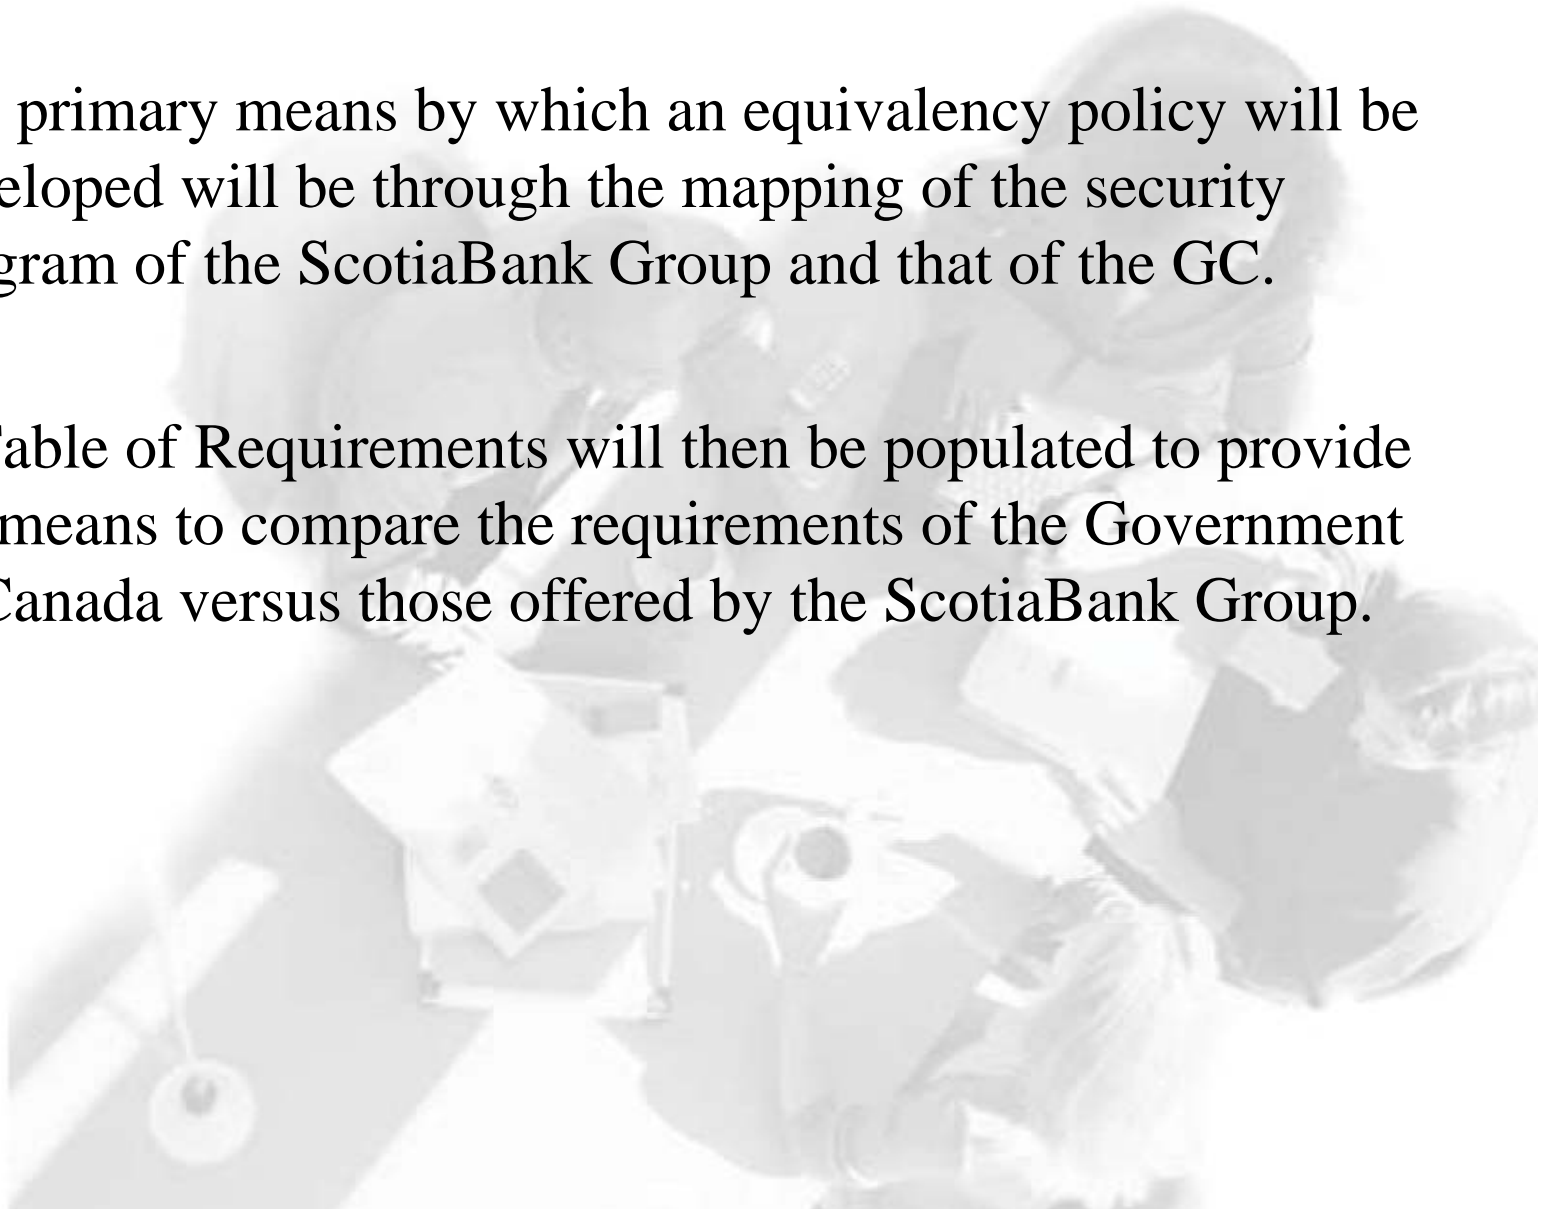 primary means by which an equivalency policy will be
eloped will be through the mapping of the security
gram of the ScotiaBank Group and that of the GC.
able of Requirements will then be populated to provide
means to compare the requirements of the Government
Canada versus those offered by the ScotiaBank Group.